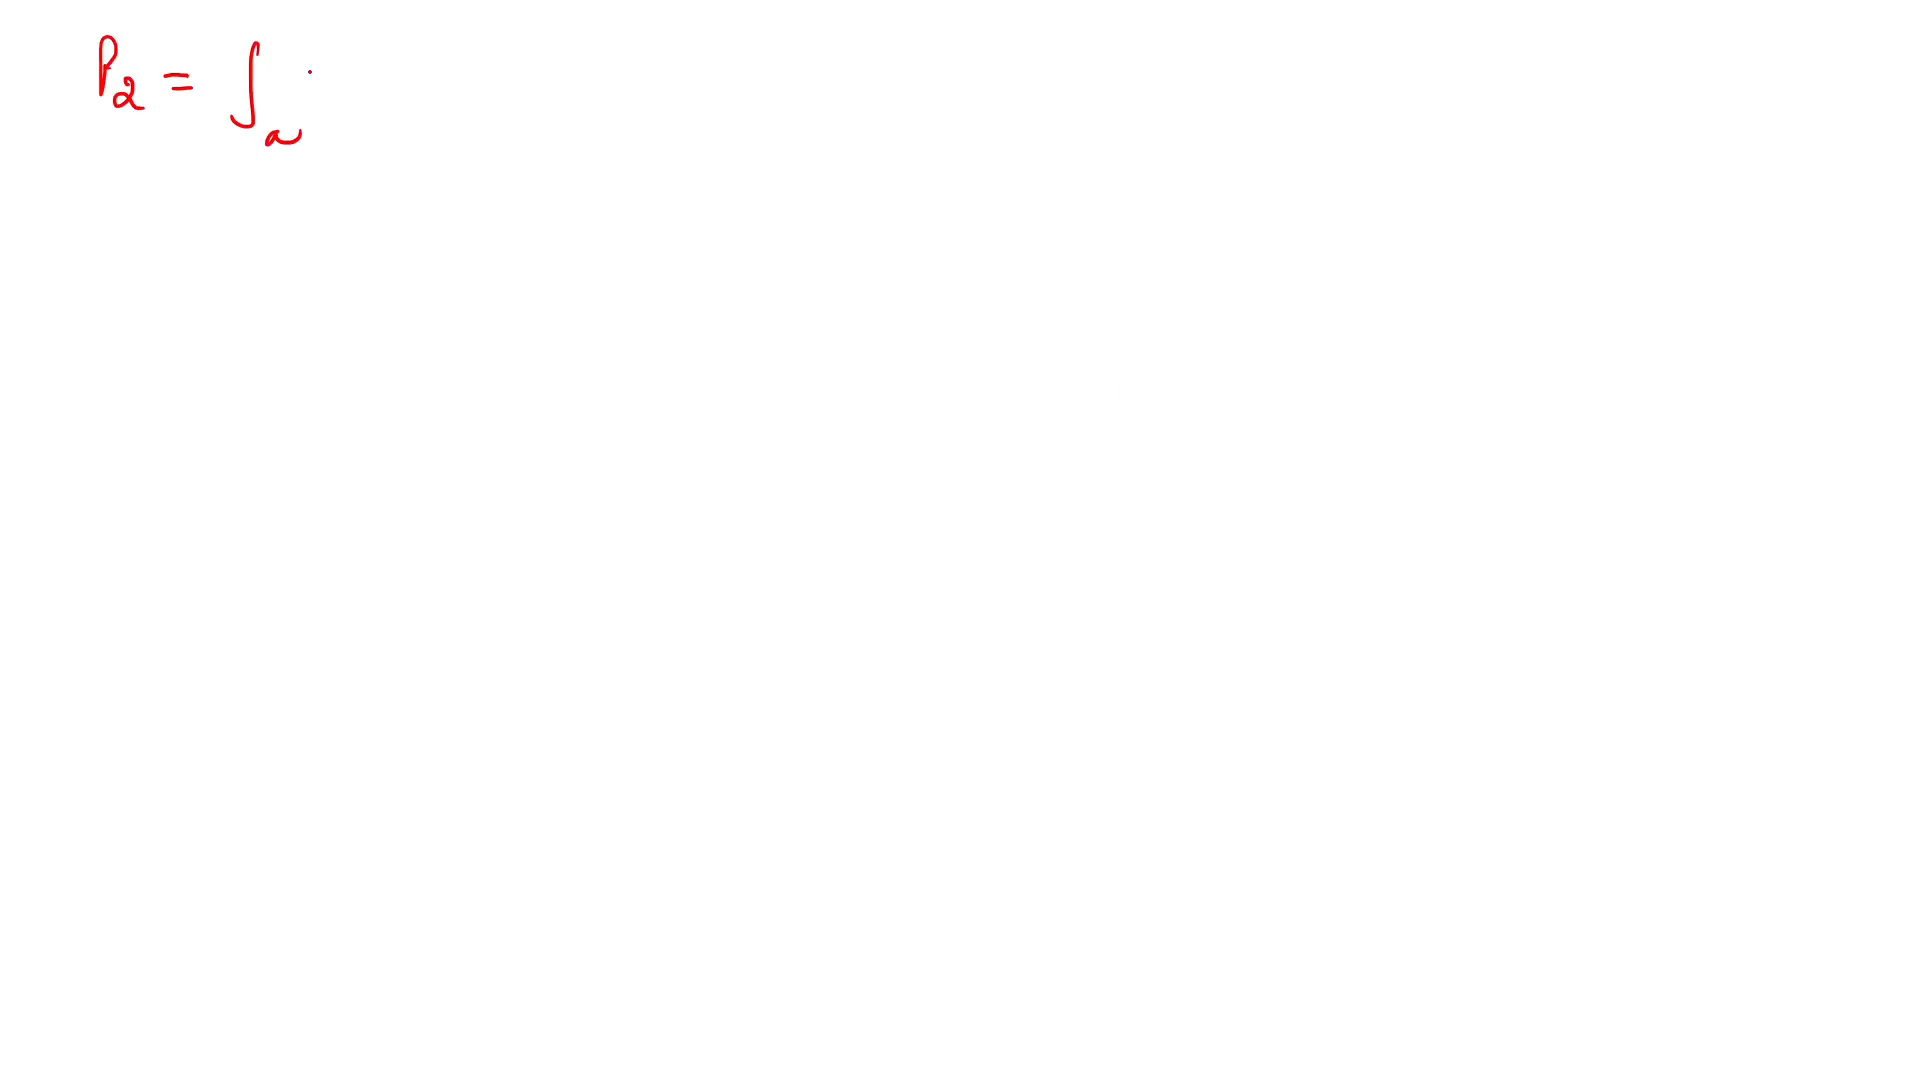 P₂ = ∫